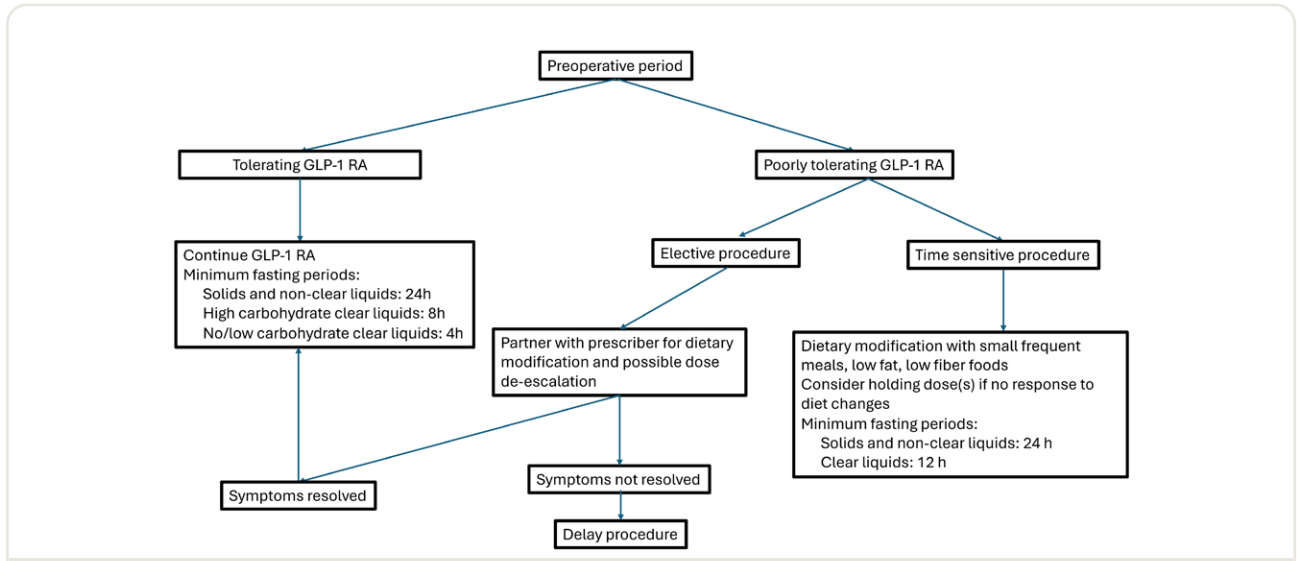 Preoperative period
Tolerating GLP-1 RA
Poorly tolerating GLP-1 RA
Continue GLP-1 RA
Minimum fasting periods:
Solids and non-clear liquids: 24h
High carbohydrate clear liquids: 8h
No/low carbohydrate clear liquids: 4h
Elective procedure
Time sensitive procedure
Partner with prescriber for dietary
modification and possible dose
de-escalation
Dietary modification with small frequent
meals, low fat, low fiber foods
Consider holding dose(s) if no response to
diet changes
Minimum fasting periods:
Solids and non-clear liquids: 24 h
Clear liquids: 12 h
Symptoms resolved
Symptoms not resolved
Delay procedure